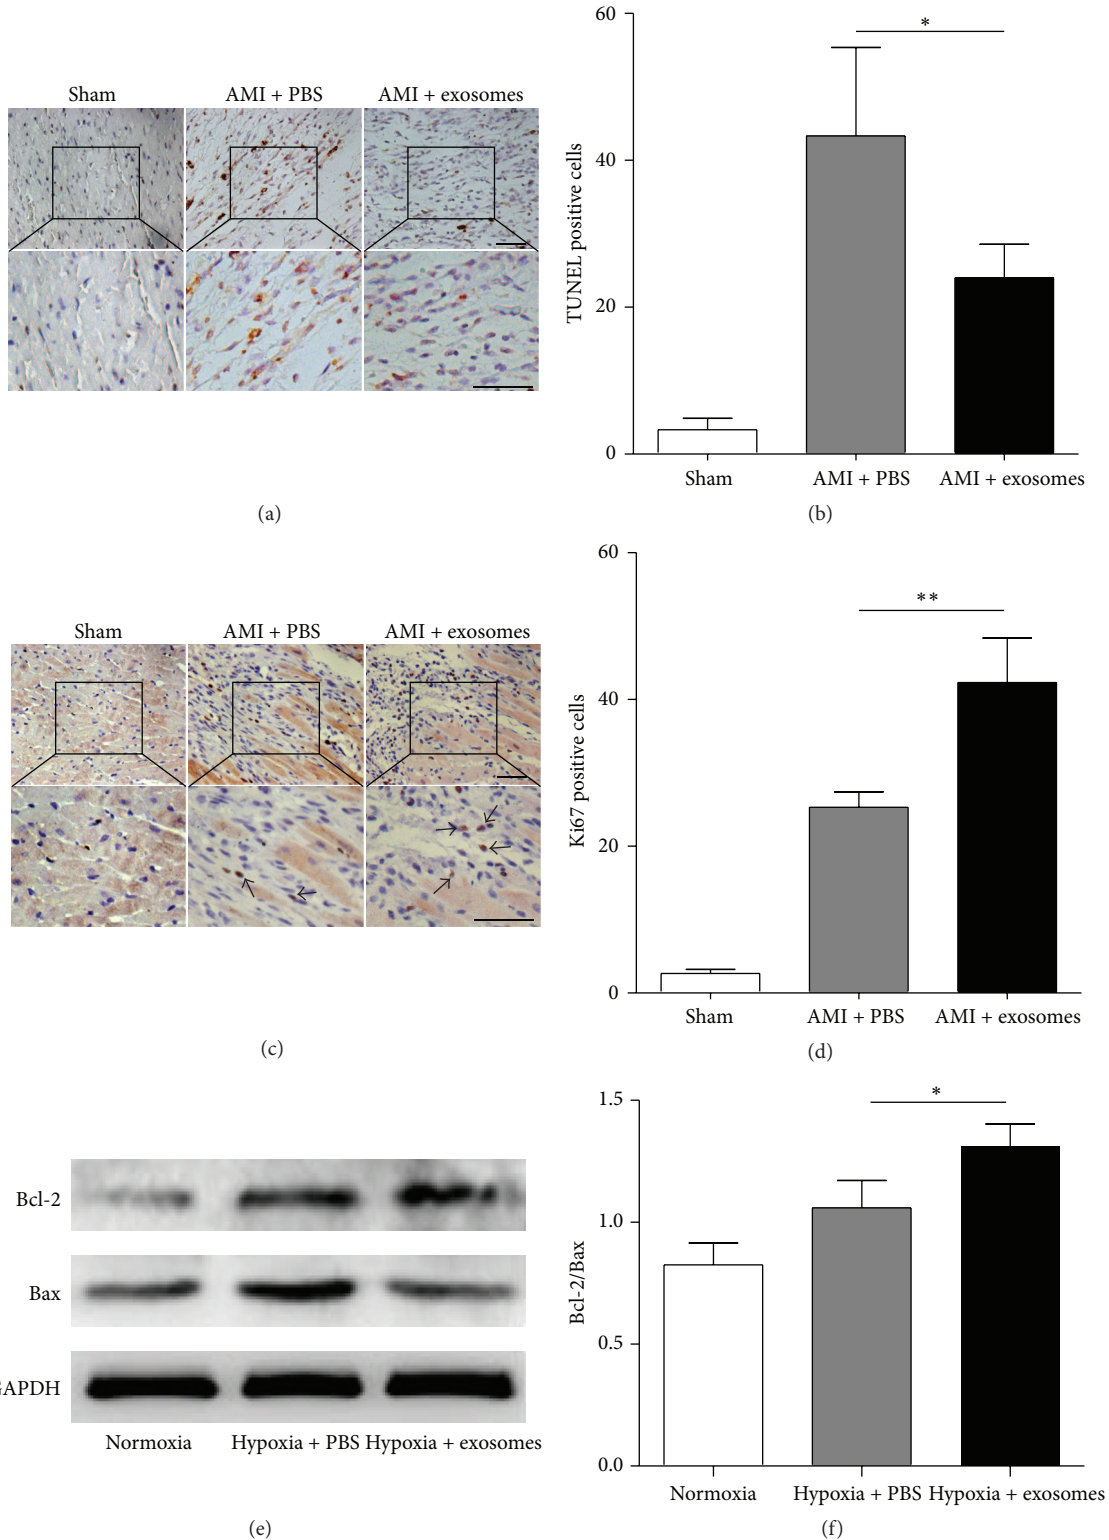 Sham AMI + PBS AMI + exosomes
(a)
60
40
20
0
TUNEL positive cells
*
Sham AMI + PBS AMI + exosomes
(b)
Sham AMI + PBS AMI + exosomes
(c)
60
40
20
0
Ki67 positive cells
**
Sham AMI + PBS AMI + exosomes
(d)
Bcl-2
Bax
GAPDH
Normoxia Hypoxia + PBS Hypoxia + exosomes
(e)
1.5
1.0
0.5
0.0
Bcl-2/Bax
*
Normoxia Hypoxia + PBS Hypoxia + exosomes
(f)